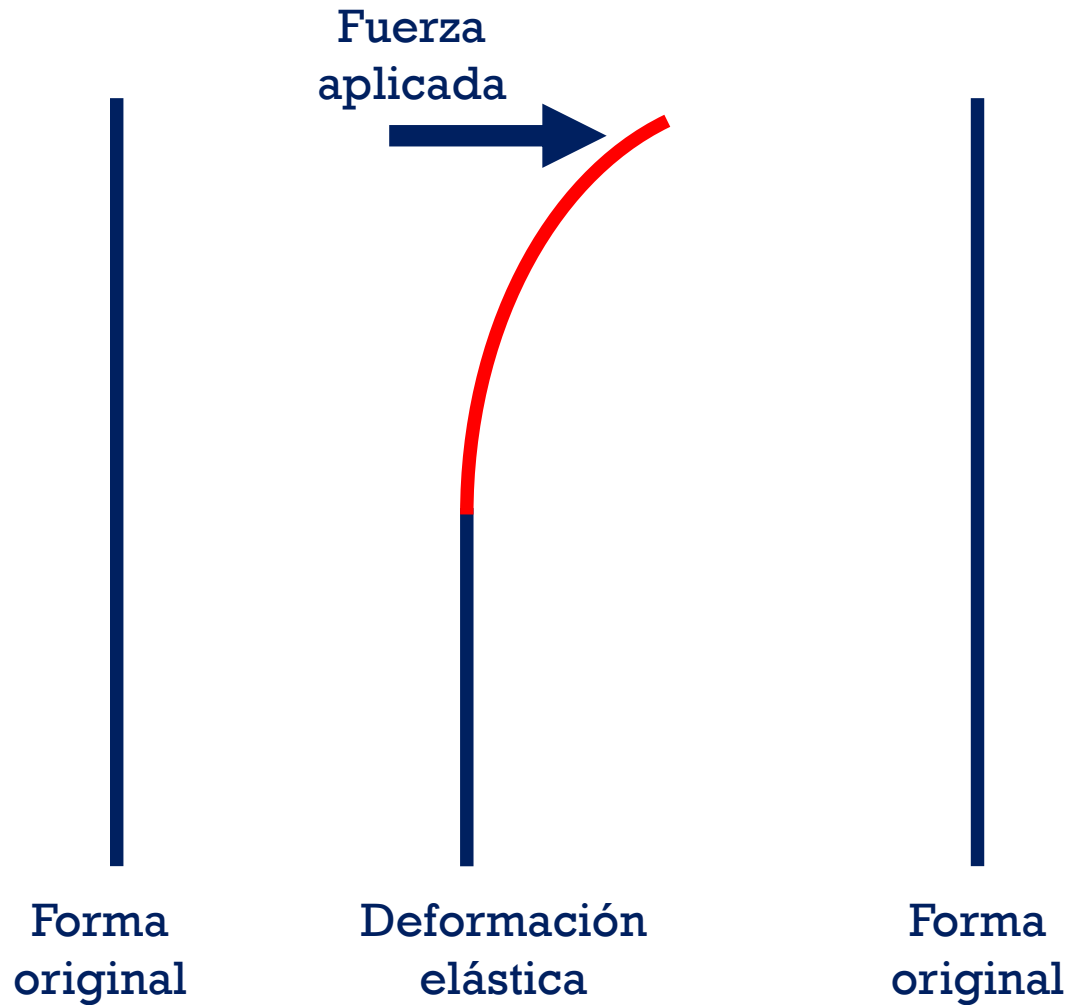 Fuerza
aplicada
Forma
original
Deformación
elástica
Forma
original